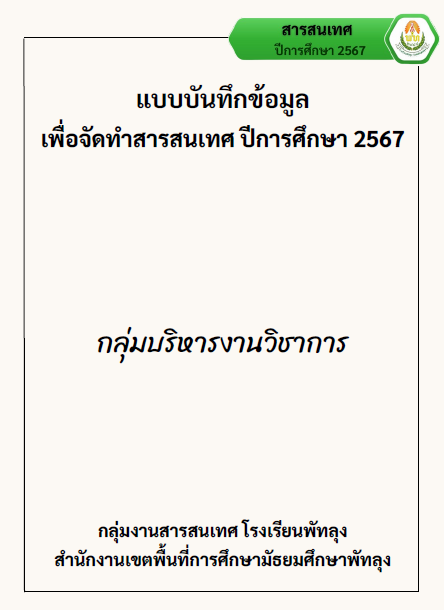 สารสนเทศ
ปีการศึกษา 2567
แบบบันทึกข้อมูล
เพื่อจัดทำสารสนเทศ ปีการศึกษา 2567
กลุ่มบริหารงานวิชาการ
กลุ่มงานสารสนเทศ โรงเรียนพัทลุง
สำนักงานเขตพื้นที่การศึกษามัธยมศึกษาพัทลุง